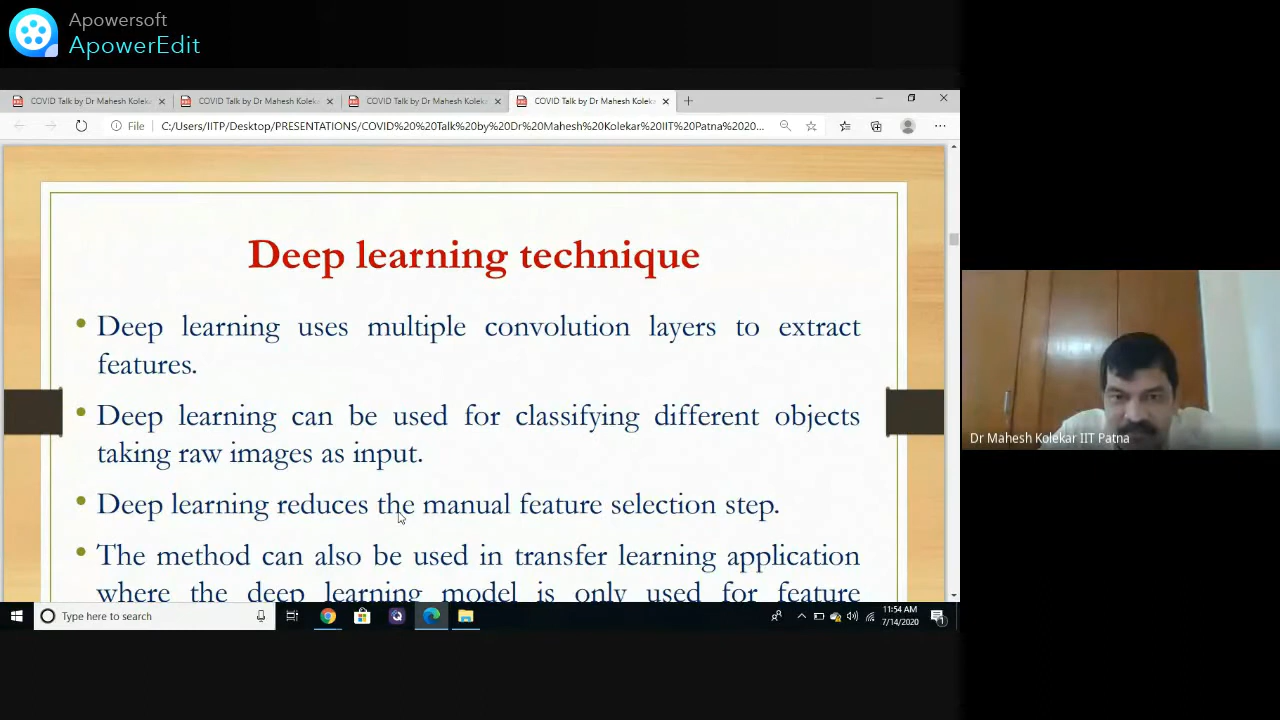 Apowersoft
ApowerEdit
COVID Talk by Dr Mahesh Koleka
COVID Talk by Dr Mahesh Kolek
COVID Talk by Dr Mahesh Kolekar
COVID Talk by Dr Mahesh Kolekar
File C:/Users/IITP/Desktop/PRESENTATIONS/COVID%20%20Talk%20by%20Dr%20Mahesh%20Kolekar%20IIT%20Patna%2020...
Deep learning technique
• Deep learning uses multiple convolution layers to extract
features.
• Deep learning can be used for classifying different objects
taking raw images as input.
• Deep learning reduces the manual feature selection step.
• The method can also be used in transfer learning application
where the deep learning model is only used for feature
Dr Mahesh Kolekar IIT Patna
Type here to search
11:54 AM
7/14/2020